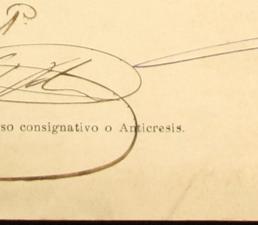 P.
so consignativo o Anticresis.